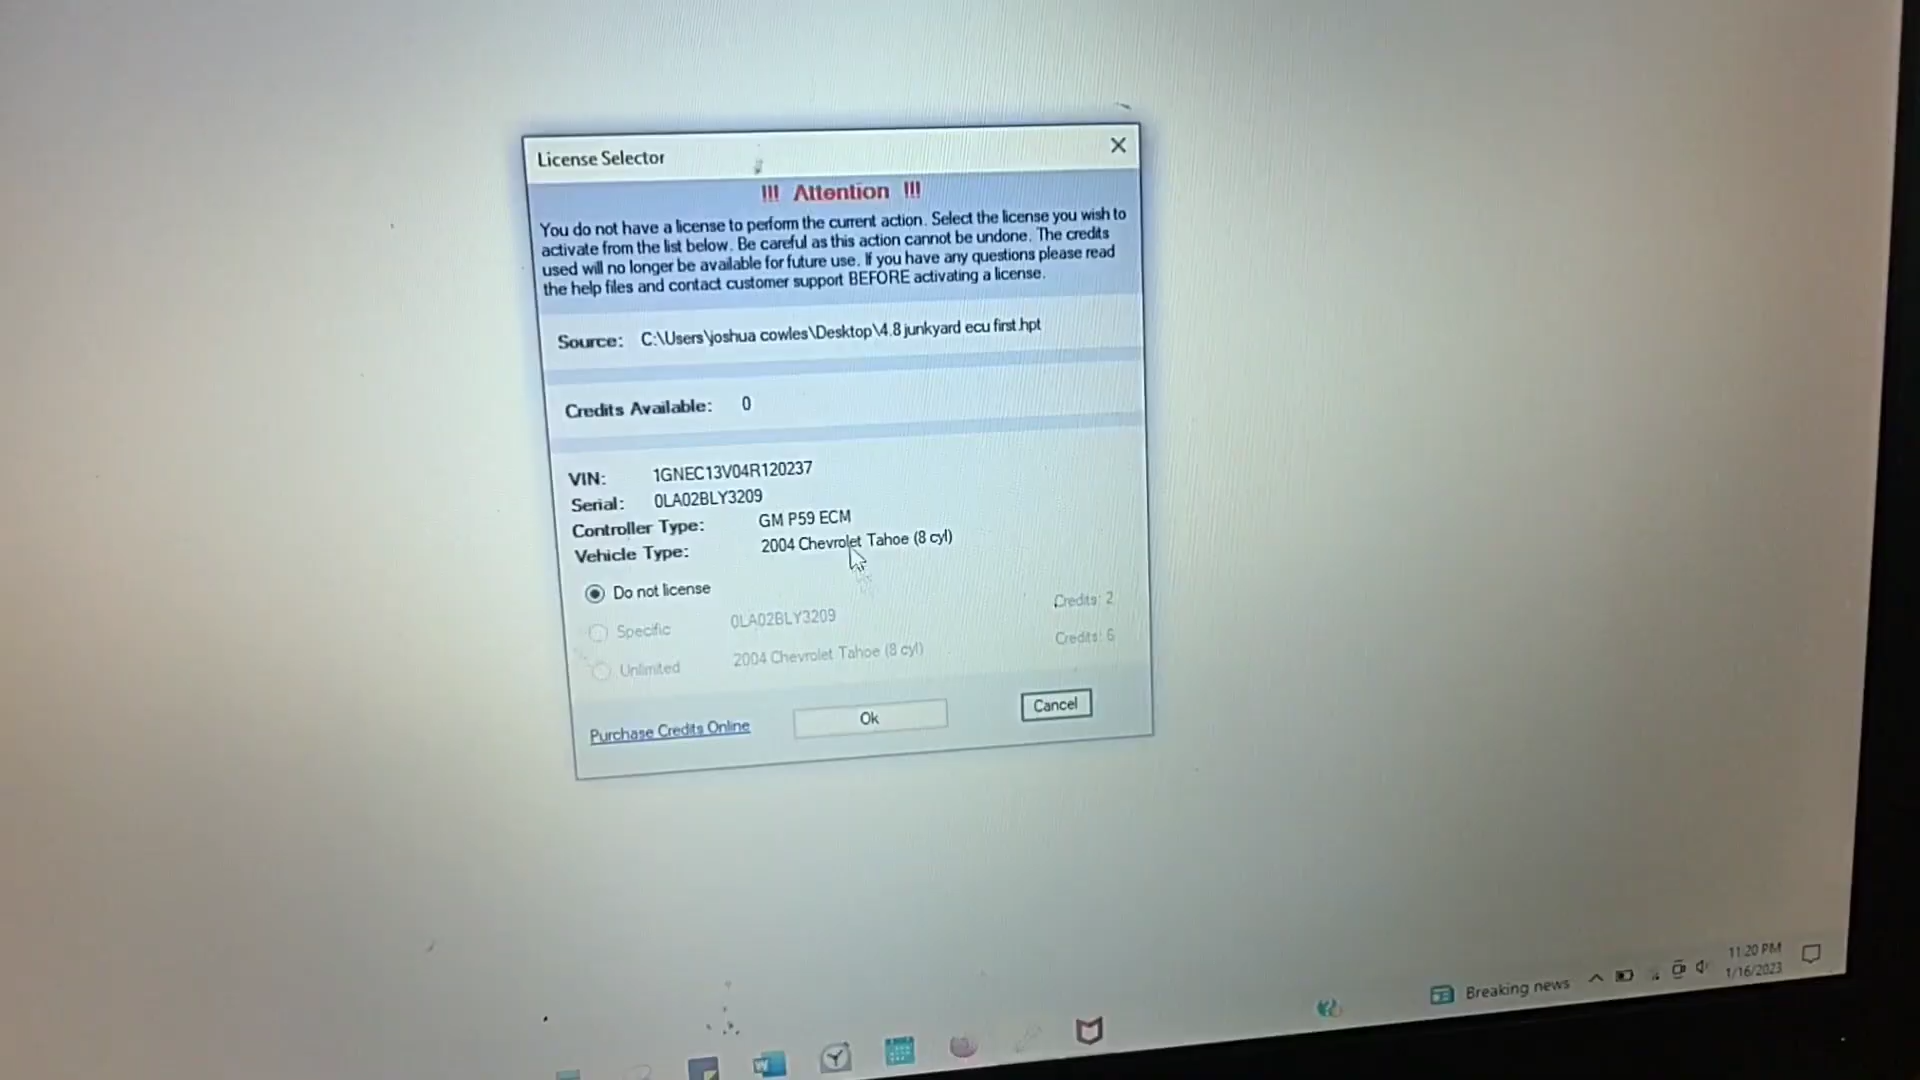 License Selector
!!! Attention !!!
You do not have a license to perform the current action. Select the license you wish to
activate from the list below. Be careful as this action cannot be undone. The credits
used will no longer be available for future use. If you have any questions please read
the help files and contact customer support BEFORE activating a license.
Source: C:\Users\joshua cowles\Desktop\4.8 junkyard ecu first.hpt
Credits Available: 0
VIN: 1GNEC13V04R120237
Serial: 0LA02BLY3209
Controller Type: GM P59 ECM
Vehicle Type: 2004 Chevrolet Tahoe (8 cyl)
Do not license
Specific 0LA02BLY3209 Credits: 2
Unlimited 2004 Chevrolet Tahoe (8 cyl) Credits: 6
Purchase Credits Online Ok Cancel
Breaking news 11:20 PM
1/16/2023
W